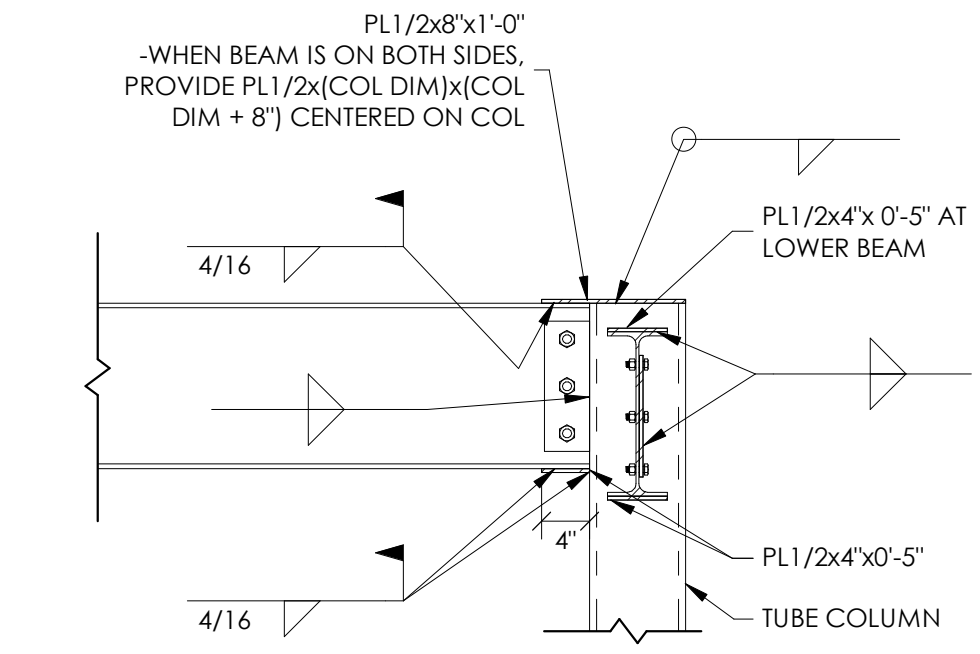 PL1/2x8"x1'-0"
-WHEN BEAM IS ON BOTH SIDES,
PROVIDE PL1/2x(COL DIM)x(COL
DIM + 8") CENTERED ON COL
PL1/2x4"x 0'-5" AT
LOWER BEAM
4/16
4"
PL1/2x4"x0'-5"
4/16
TUBE COLUMN